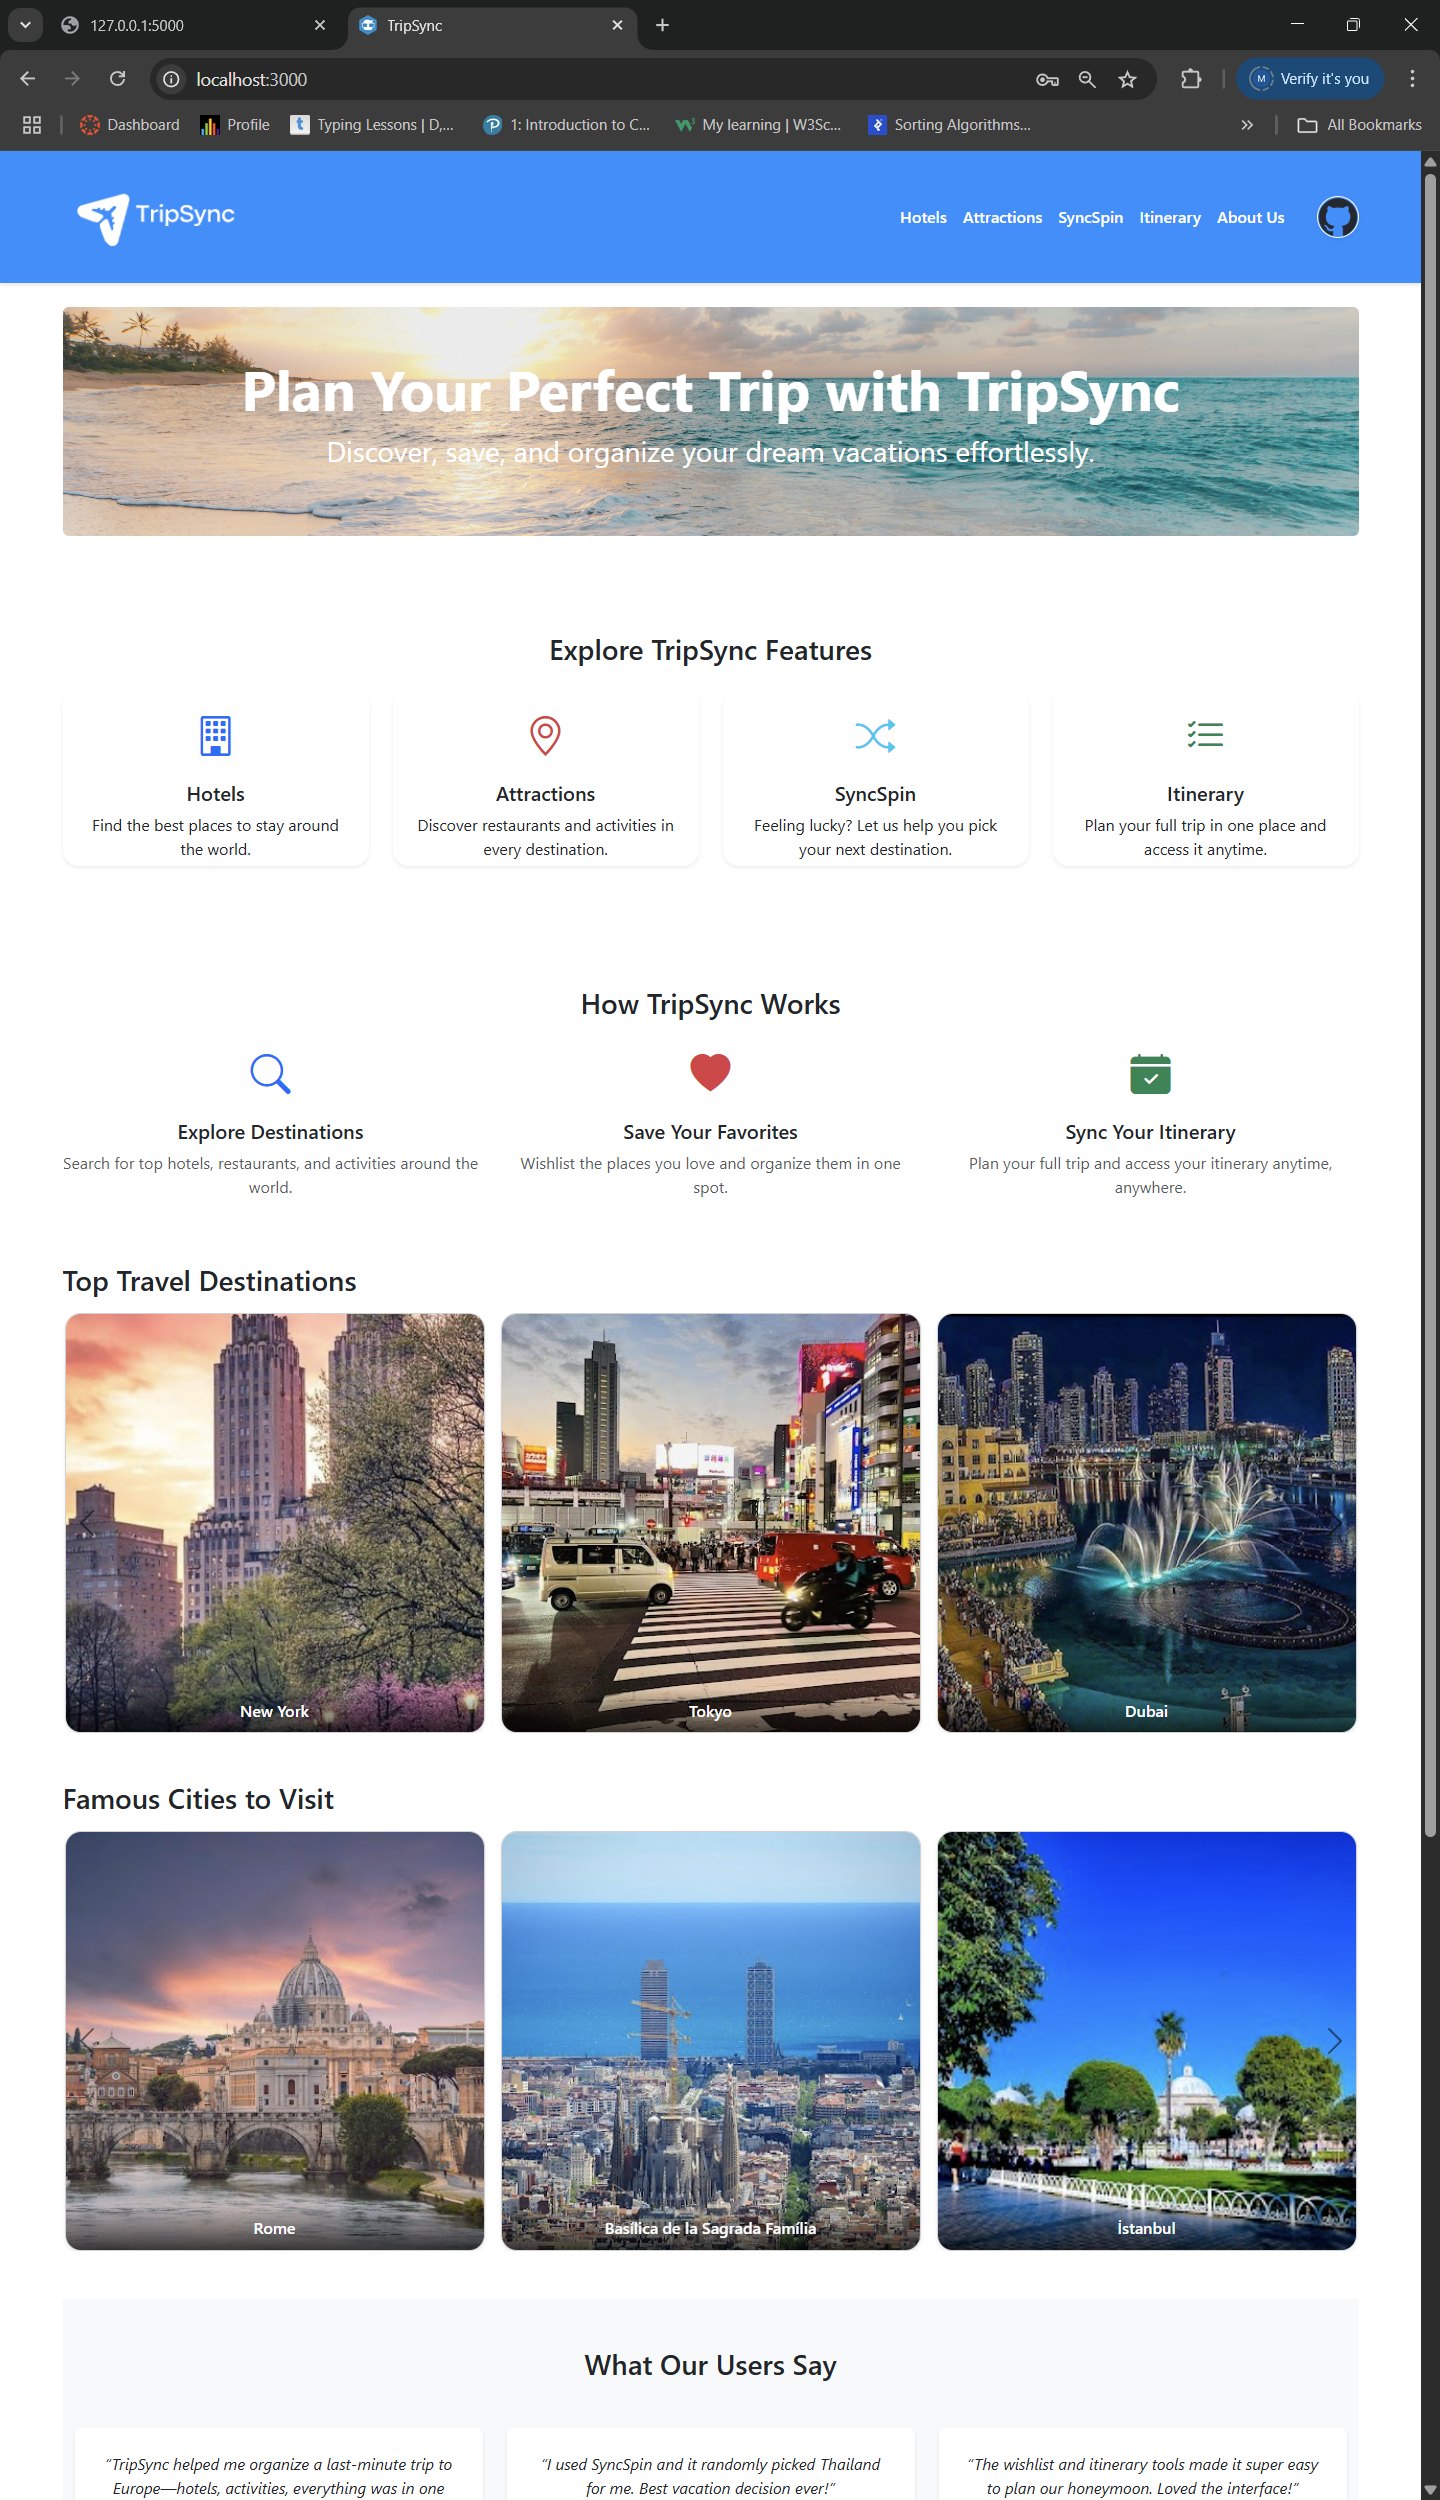 127.0.0.1:5000
TripSync
localhost:3000
M
Verify it's you
Dashboard
Profile
Typing Lessons | D,...
1: Introduction to C...
My learning | W3Sc...
Sorting Algorithms...
All Bookmarks
TripSync
Hotels
Attractions
SyncSpin
Itinerary
About Us
Plan Your Perfect Trip with TripSync
Discover, save, and organize your dream vacations effortlessly.
Explore TripSync Features
Hotels
Find the best places to stay around
the world.
Attractions
Discover restaurants and activities in
every destination.
SyncSpin
Feeling lucky? Let us help you pick
your next destination.
Itinerary
Plan your full trip in one place and
access it anytime.
How TripSync Works
Explore Destinations
Search for top hotels, restaurants, and activities around the
world.
Save Your Favorites
Wishlist the places you love and organize them in one
spot.
Sync Your Itinerary
Plan your full trip and access your itinerary anytime,
anywhere.
Top Travel Destinations
New York
Tokyo
Dubai
Famous Cities to Visit
Rome
Basílica de la Sagrada Família
İstanbul
What Our Users Say
“TripSync helped me organize a last-minute trip to
Europe—hotels, activities, everything was in one
“I used SyncSpin and it randomly picked Thailand
for me. Best vacation decision ever!”
“The wishlist and itinerary tools made it super easy
to plan our honeymoon. Loved the interface!”